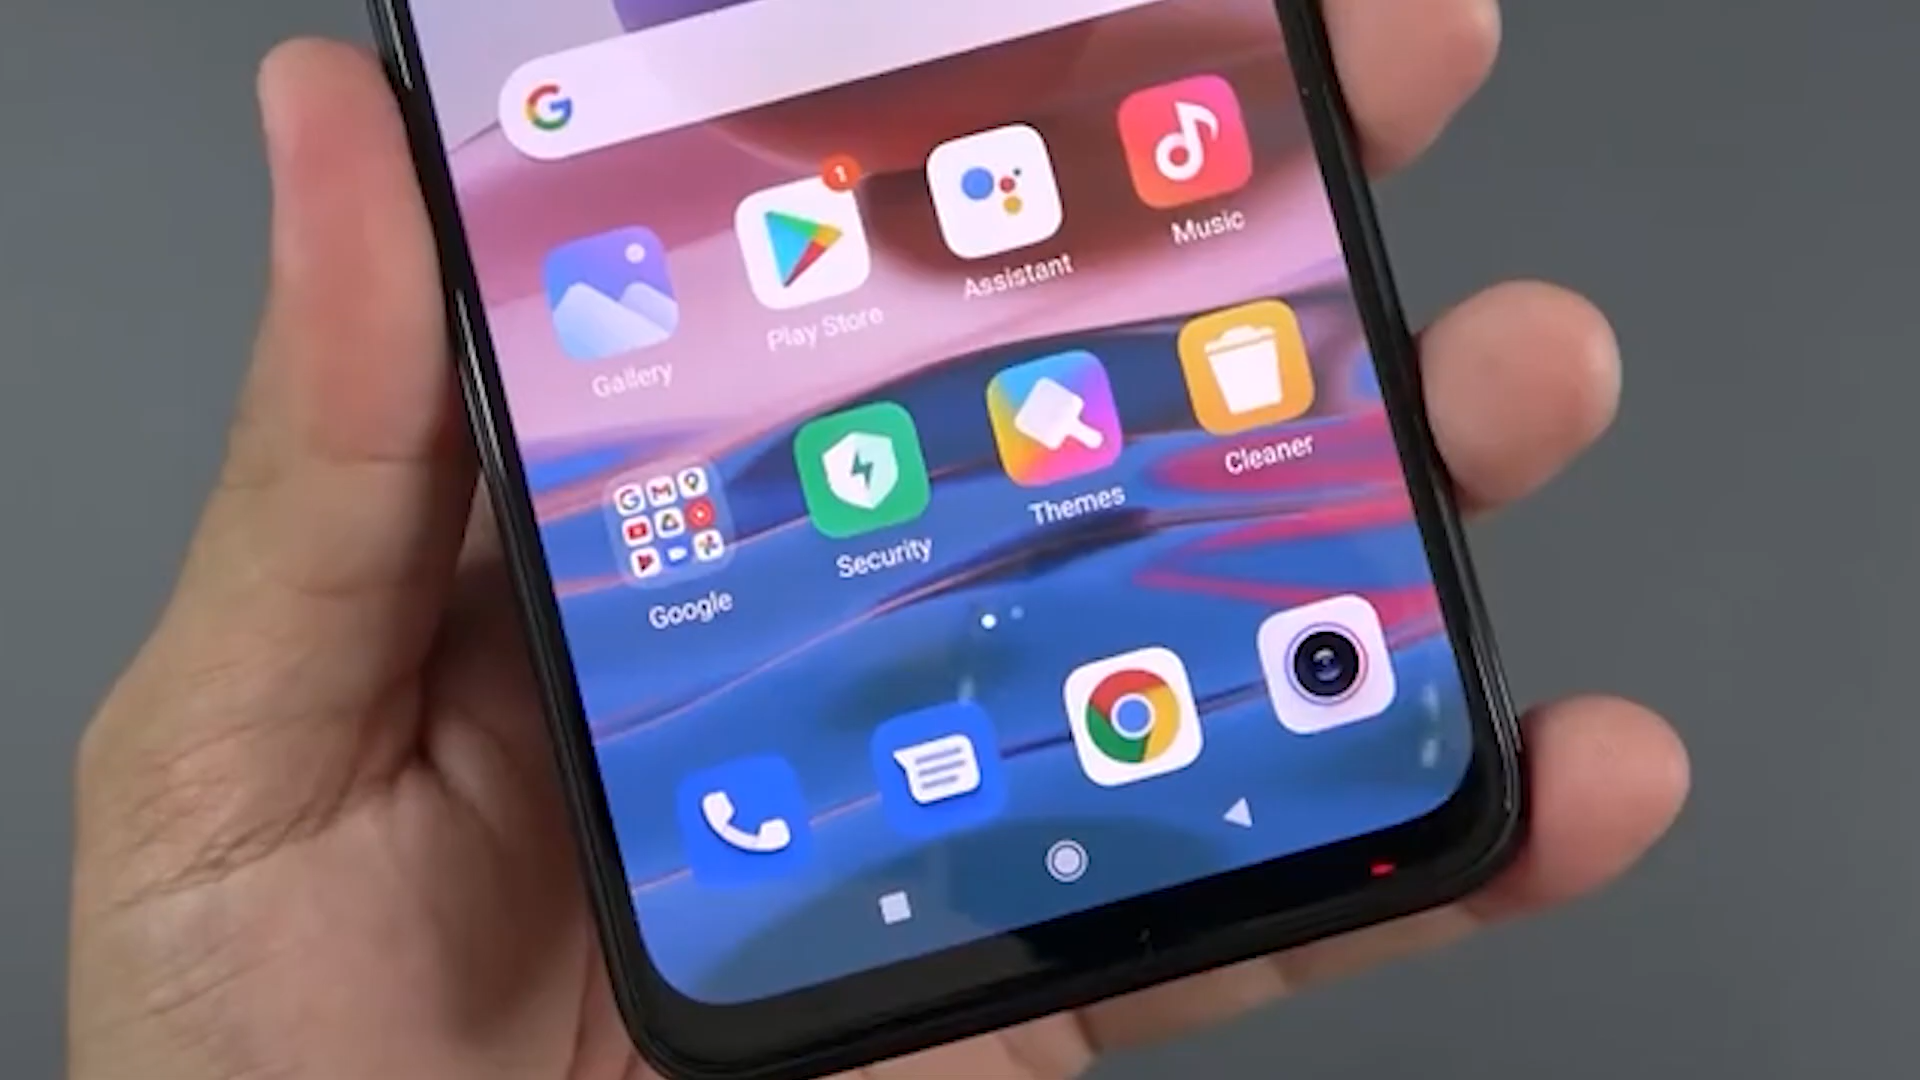 G
1
Gallery
Play Store
Assistant
Music
Google
Security
Themes
Cleaner